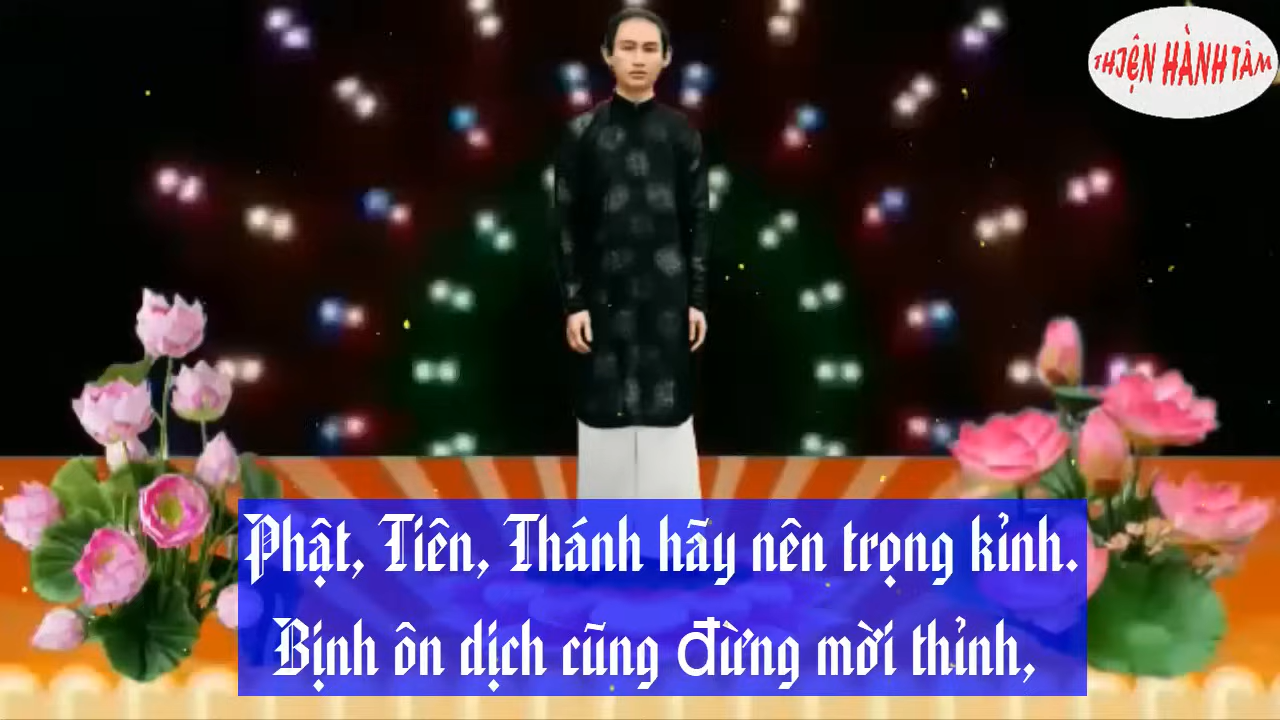 THIỆN HÀNH TÂM
Phật, Tiên, Thánh hãy nên trọng kỉnh.
Bịnh ôn dịch cũng đừng mời thỉnh,